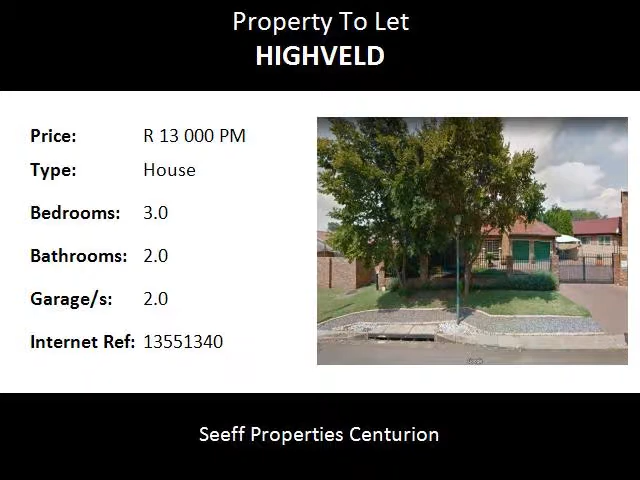 Property To Let
HIGHVELD
Price: R 13 000 PM
Type: House
Bedrooms: 3.0
Bathrooms: 2.0
Garage/s: 2.0
Internet Ref: 13551340
Google
Seeff Properties Centurion